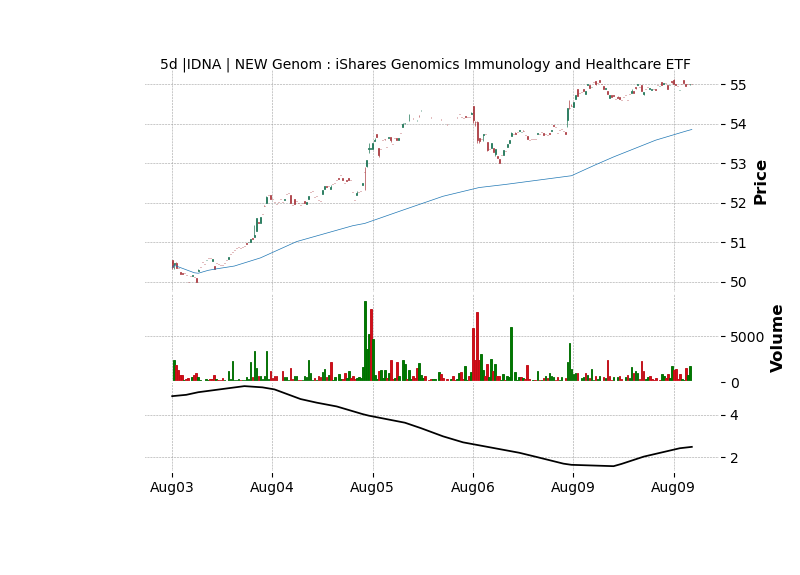 5d |IDNA | NEW Genom : iShares Genomics Immunology and Healthcare ETF
55
54
53
52
51
50
Price
5000
0
Volume
4
2
Aug03 Aug04 Aug05 Aug06 Aug09 Aug09